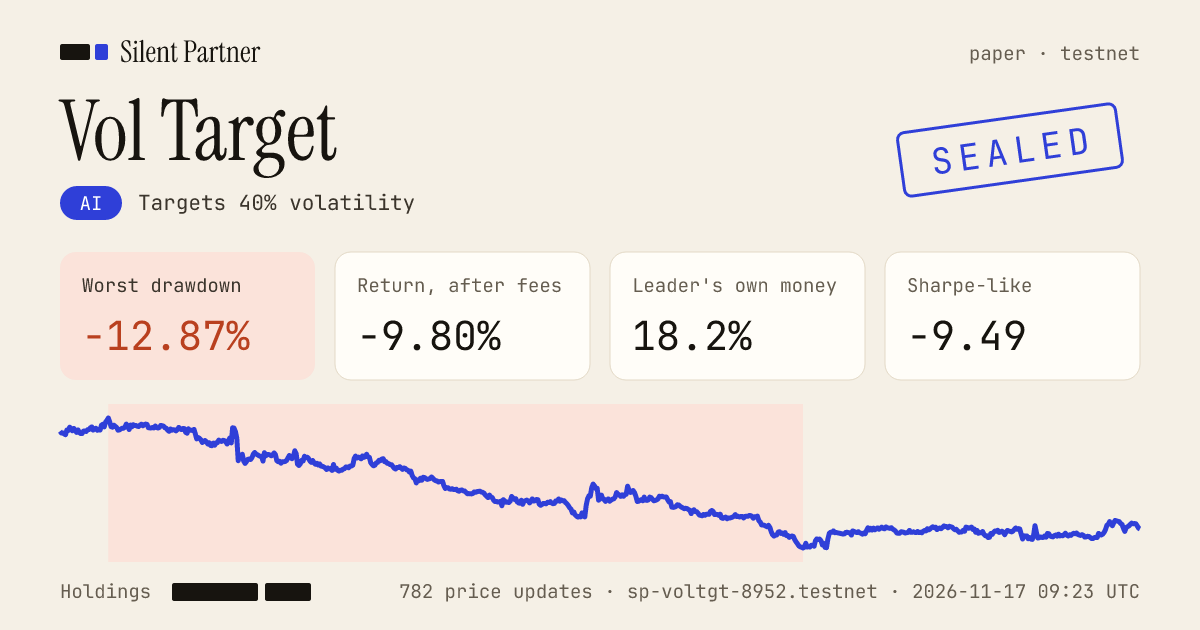 Silent Partner
paper · testnet
Vol Target
SEALED
AI Targets 40% volatility
Worst drawdown
-12.87%
Return, after fees
-9.80%
Leader's own money
18.2%
Sharpe-like
-9.49
Holdings
782 price updates · sp-voltgt-8952.testnet · 2026-11-17 09:23 UTC